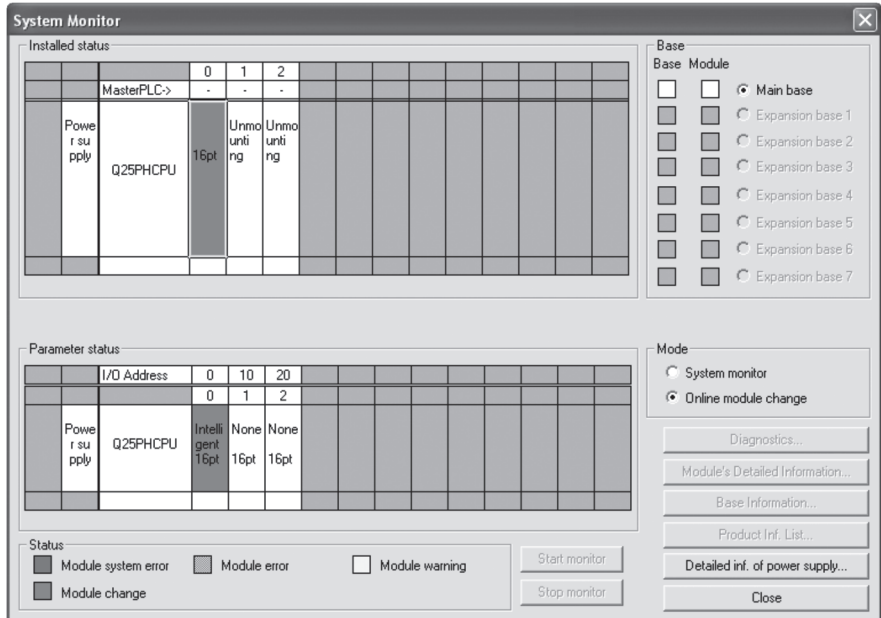 System Monitor
Installed status
0 1 2
MasterPLC-> - - -
Powe
r su
pply
Q25PHCPU
16pt
Unmo
unti
ng
Unmo
unti
ng
Base
Base Module
Main base
Expansion base 1
Expansion base 2
Expansion base 3
Expansion base 4
Expansion base 5
Expansion base 6
Expansion base 7
Parameter status
I/O Address 0 10 20
0 1 2
Powe
r su
pply
Q25PHCPU
Intelli
gent
16pt
None
16pt
None
16pt
Mode
System monitor
Online module change
Diagnostics...
Module's Detailed Information...
Base Information...
Product Inf. List...
Detailed inf. of power supply...
Close
Status
Module system error
Module error
Module warning
Module change
Start monitor
Stop monitor